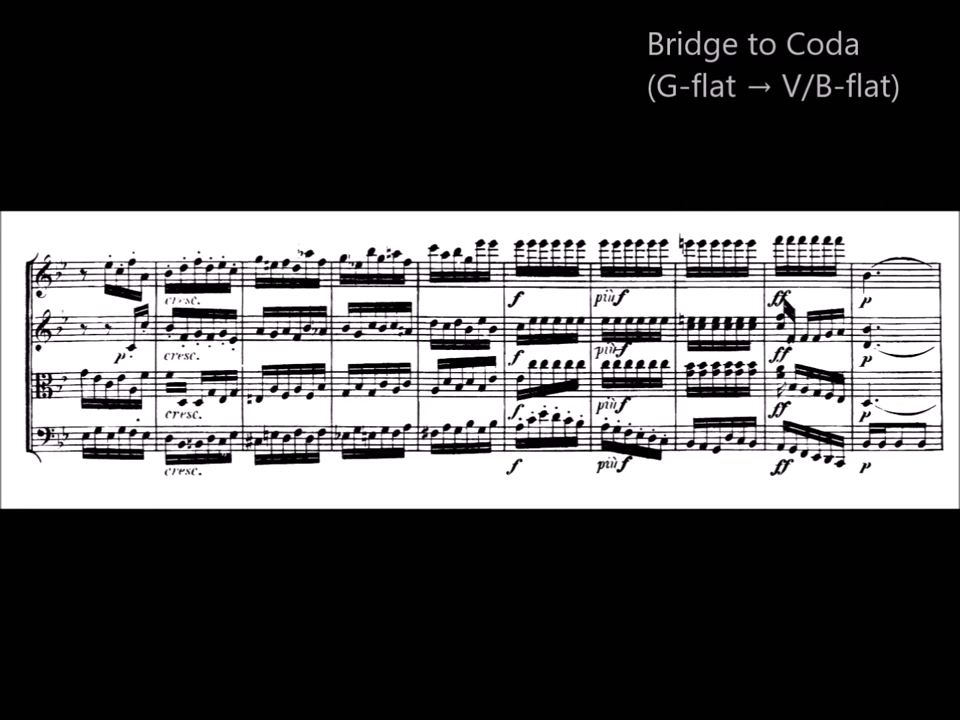 Bridge to Coda
(G-flat → V/B-flat)
cresc. f più f ff p
p. cresc. f più f ff p
cresc. f più f ff p
cresc. f più f ff p